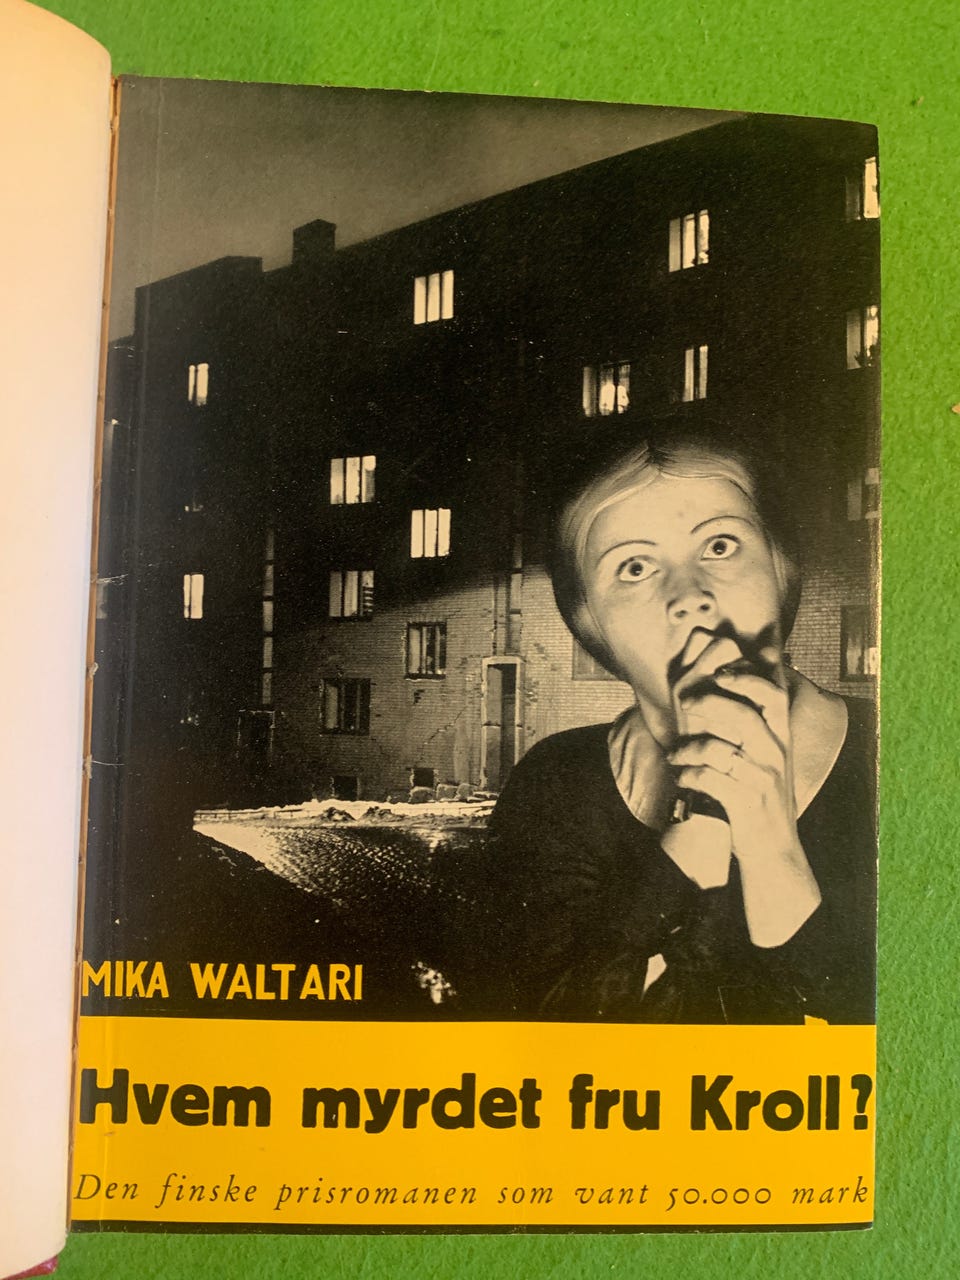 MIKA WALTARI
Hvem myrdet fru Kroll?
Den finske prisromanen som vant 50.000 mark